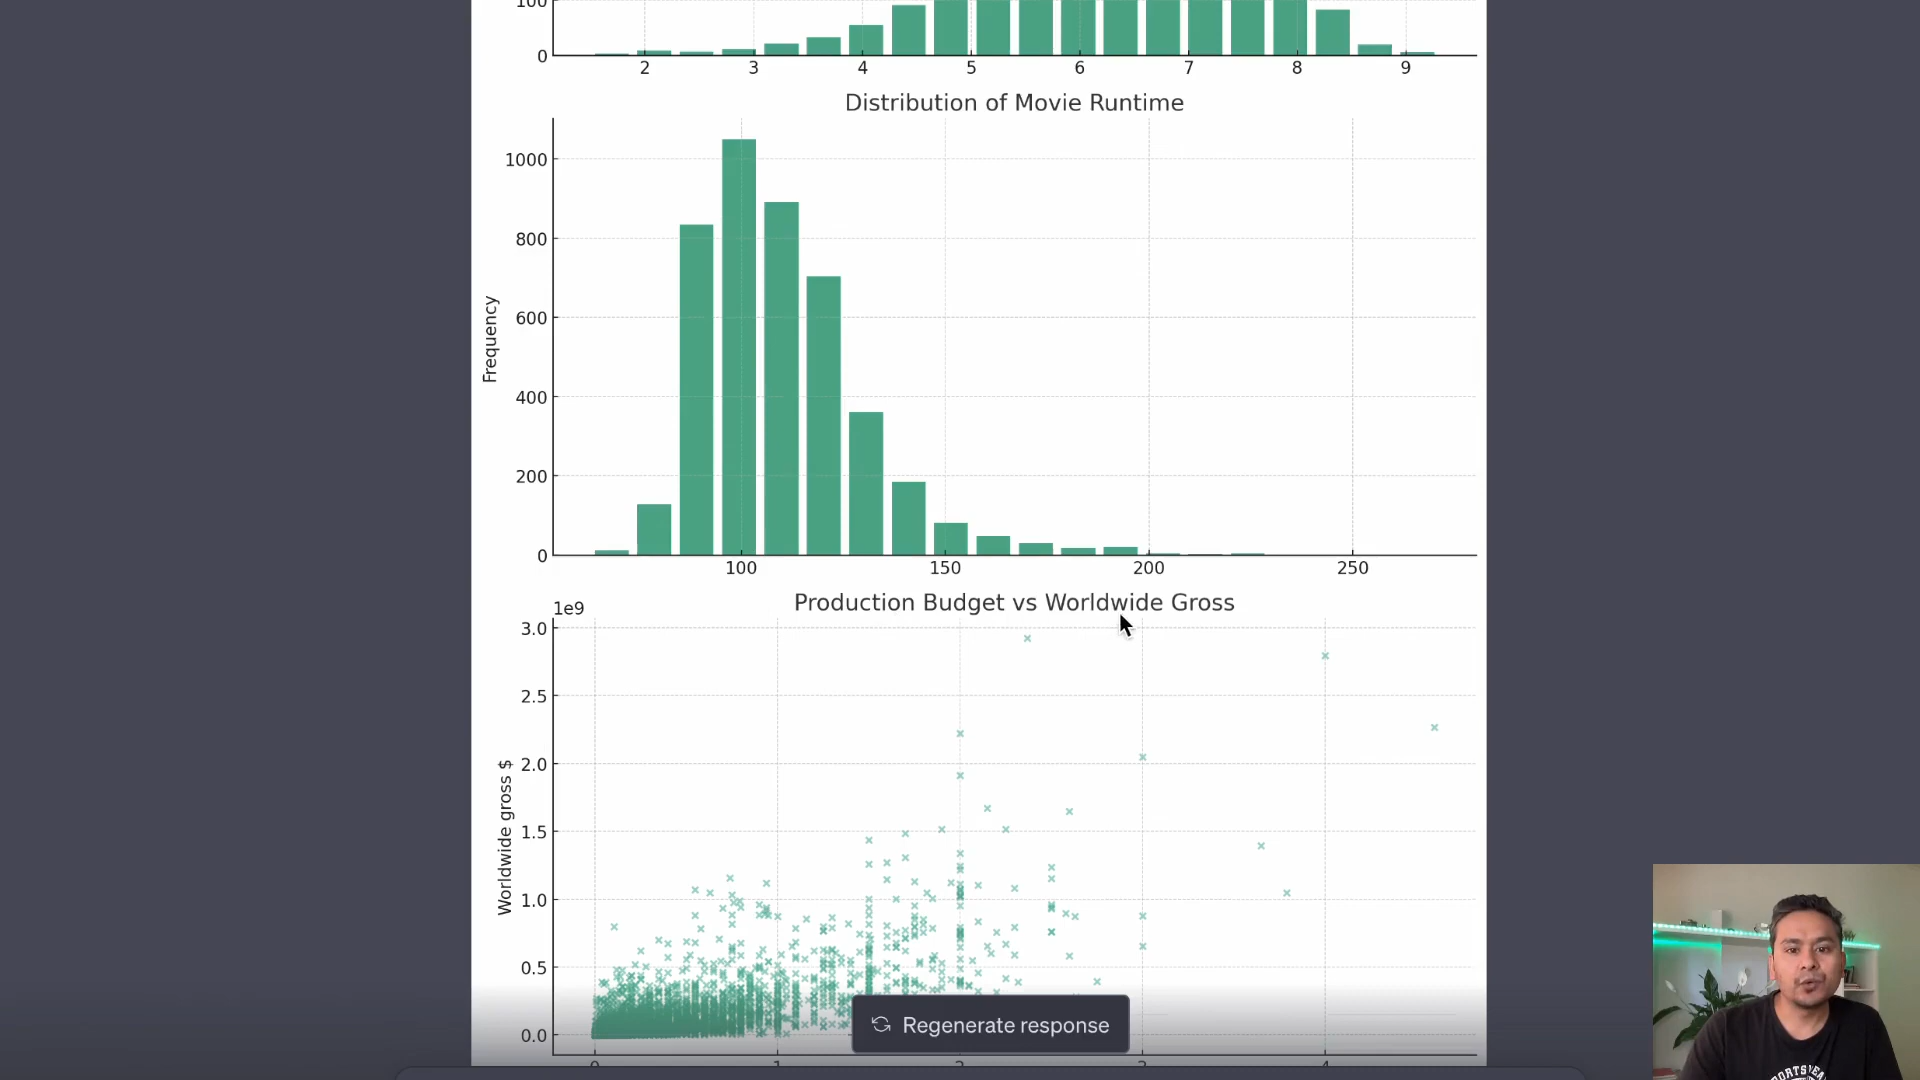 100
0
2 3 4 5 6 7 8 9
Distribution of Movie Runtime
1000
800
600
400
200
0
Frequency
100 150 200 250
Production Budget vs Worldwide Gross
1e9
3.0
2.5
2.0
1.5
1.0
0.5
0.0
Worldwide gross $
Regenerate response